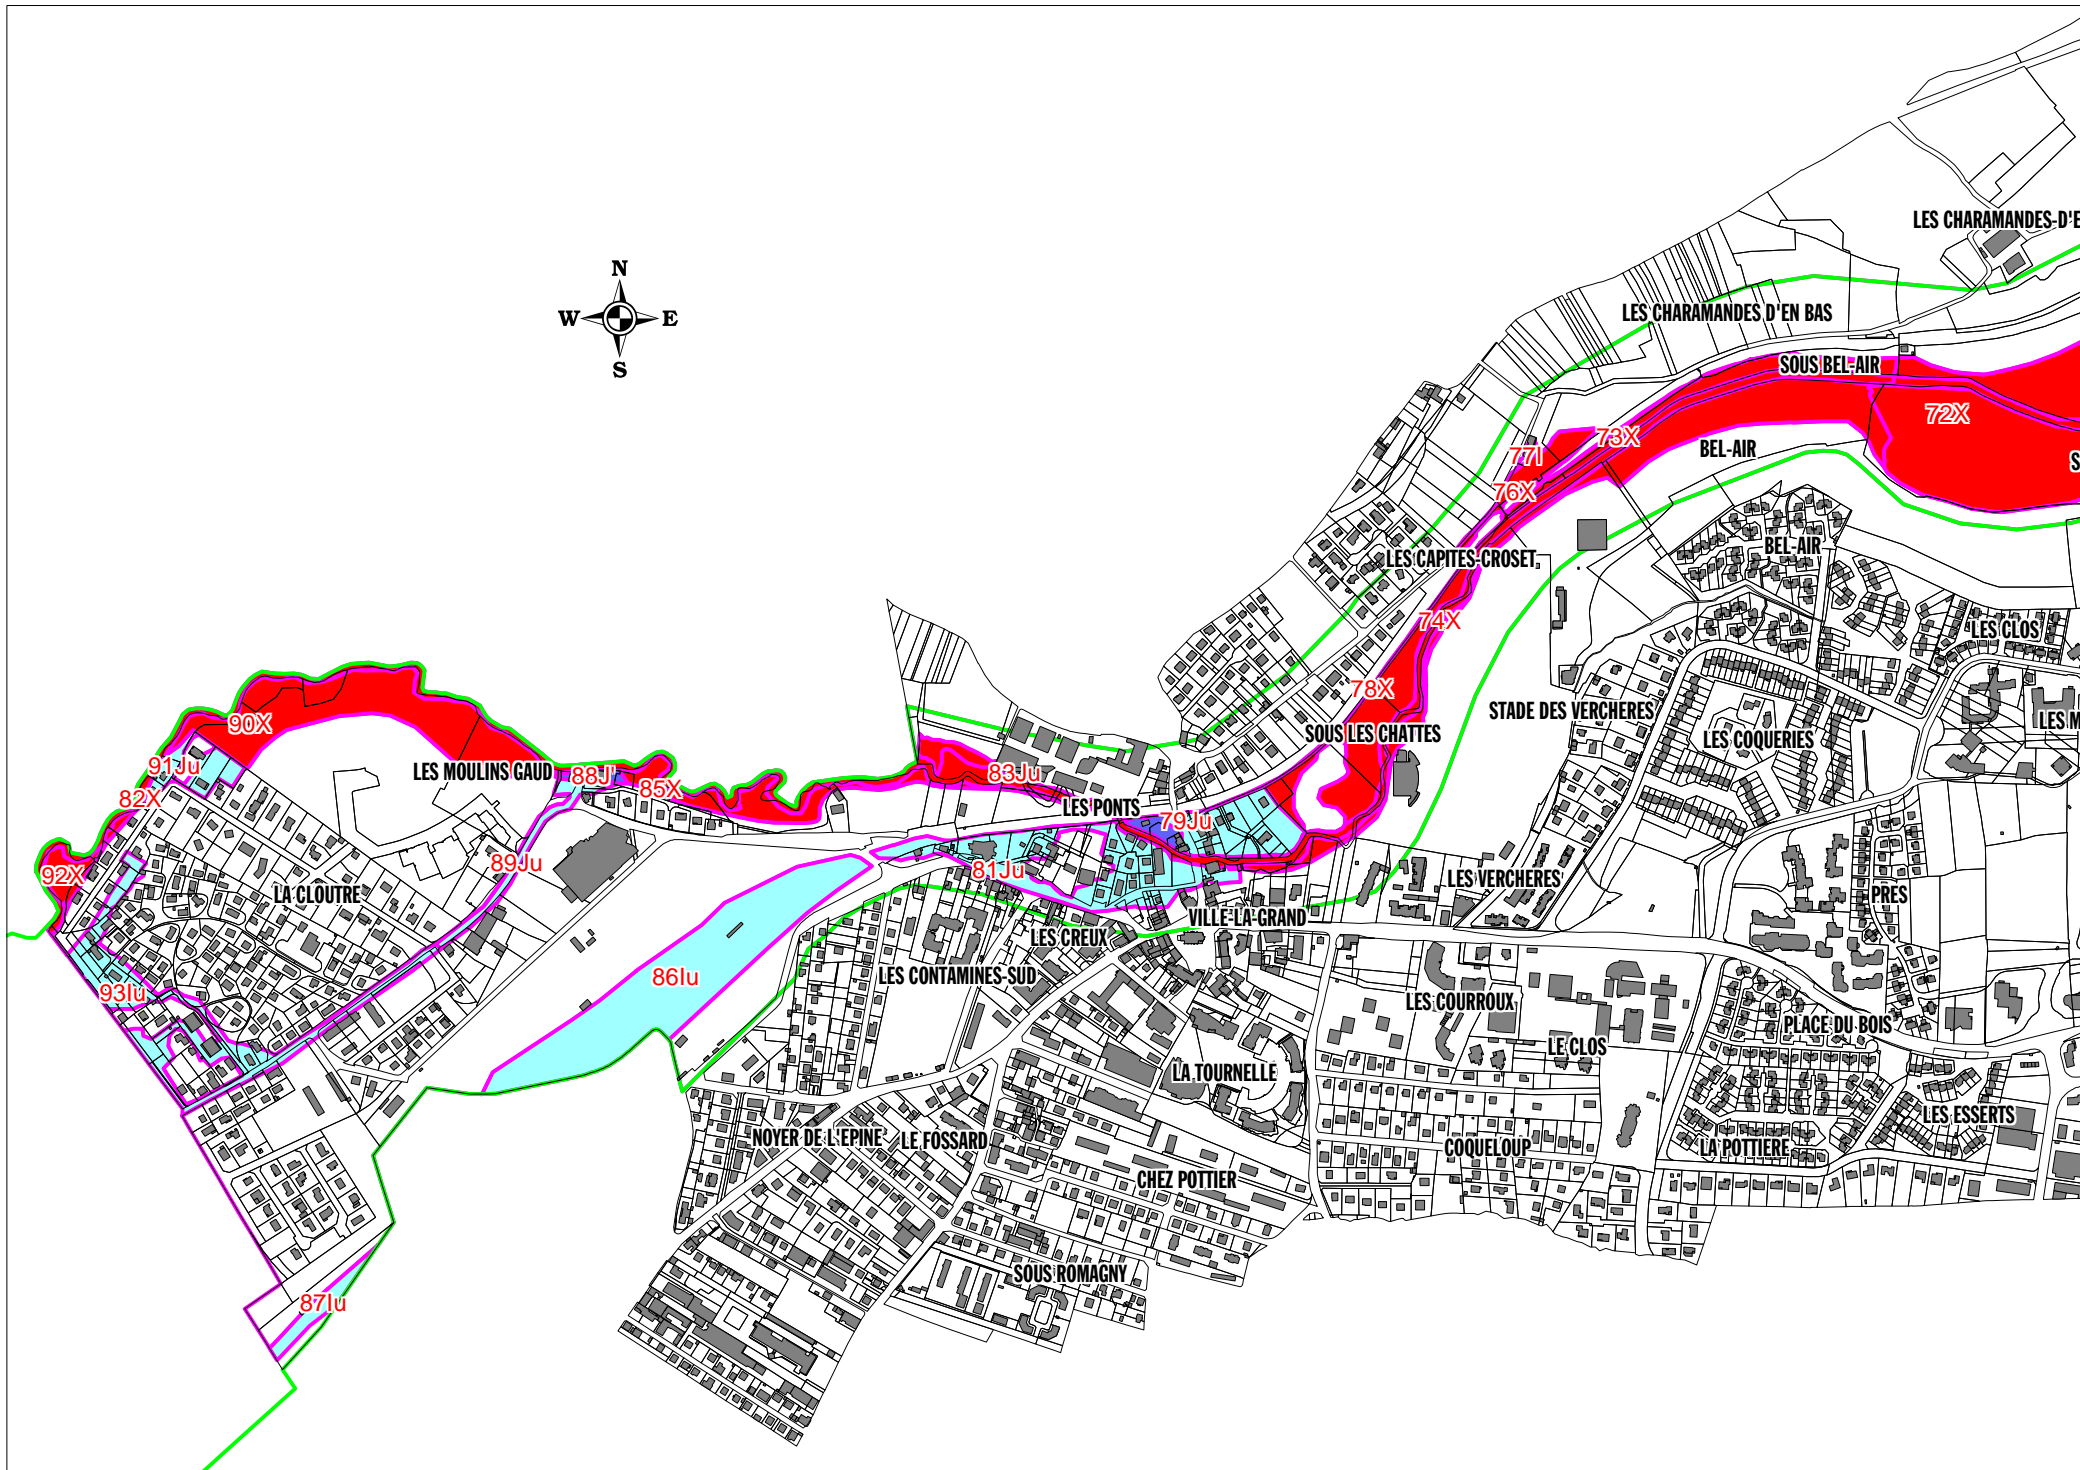 LES CHARAMANDES-D'E
N
W E
S
LES CHARAMANDES D'EN BAS
SOUS BEL-AIR
72X
73X
BEL-AIR
77I
S
76X
BEL-AIR
LES CAPITES-CROSET
74X
LES CLOS
78X
STADE DES VERCHERES
LES M
90X
SOUS LES CHATTES
LES COQUERIES
91Ju
LES MOULINS GAUD
88J
83Ju
85X
82X
LES PONTS
79Ju
89Ju
81Ju
92X
LES VERCHERES
LA CLOUTRE
PRES
VILLE-LA-GRAND
LES CREUX
86Iu
LES CONTAMINES-SUD
93Iu
LES COURROUX
PLACE DU BOIS
LE CLOS
LA TOURNELLE
LES ESSERTS
NOYER DE L'EPINE
LE FOSSARD
COQUELOUP
LA POTTIERE
CHEZ POTTIER
SOUS ROMAGNY
87Iu